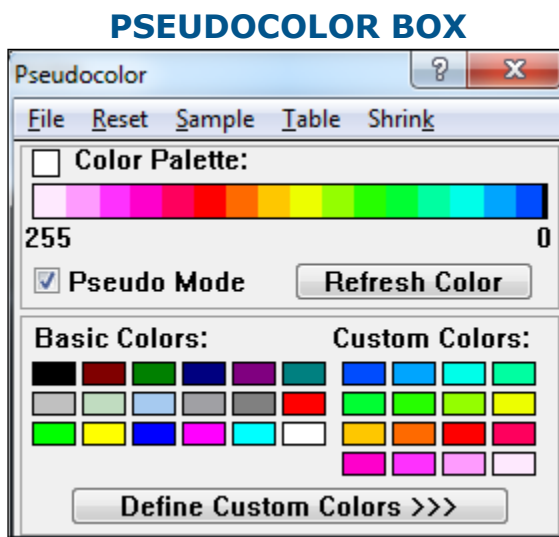 PSEUDOCOLOR BOX
Pseudocolor ?
File Reset Sample Table Shrink
Color Palette:
255 0
Pseudo Mode Refresh Color
Basic Colors: Custom Colors:
Define Custom Colors >>>